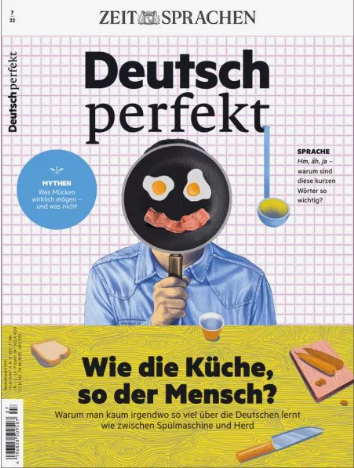 ZEIT SPRACHEN
7
21
Deutsch perfekt
Deutsch
perfekt
MYTHEN
Was Mücken
wirklich mögen –
und was nicht
SPRACHE
Hm, äh, ja –
warum sind
diese kurzen
Wörter so
wichtig?
Wie die Küche,
so der Mensch?
Warum man kaum irgendwo so viel über die Deutschen lernt
wie zwischen Spülmaschine und Herd